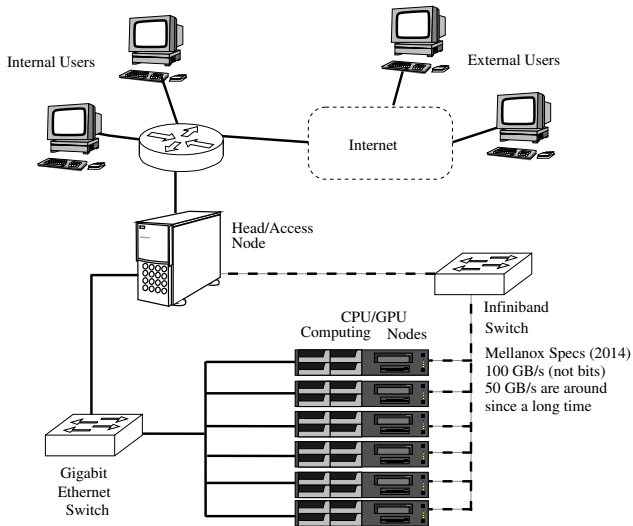 Internal Users
External Users
Internet
Head/Access
Node
Infiniband
Switch
CPU/GPU
Computing Nodes
Mellanox Specs (2014)
100 GB/s (not bits)
50 GB/s are around
since a long time
Gigabit
Ethernet
Switch